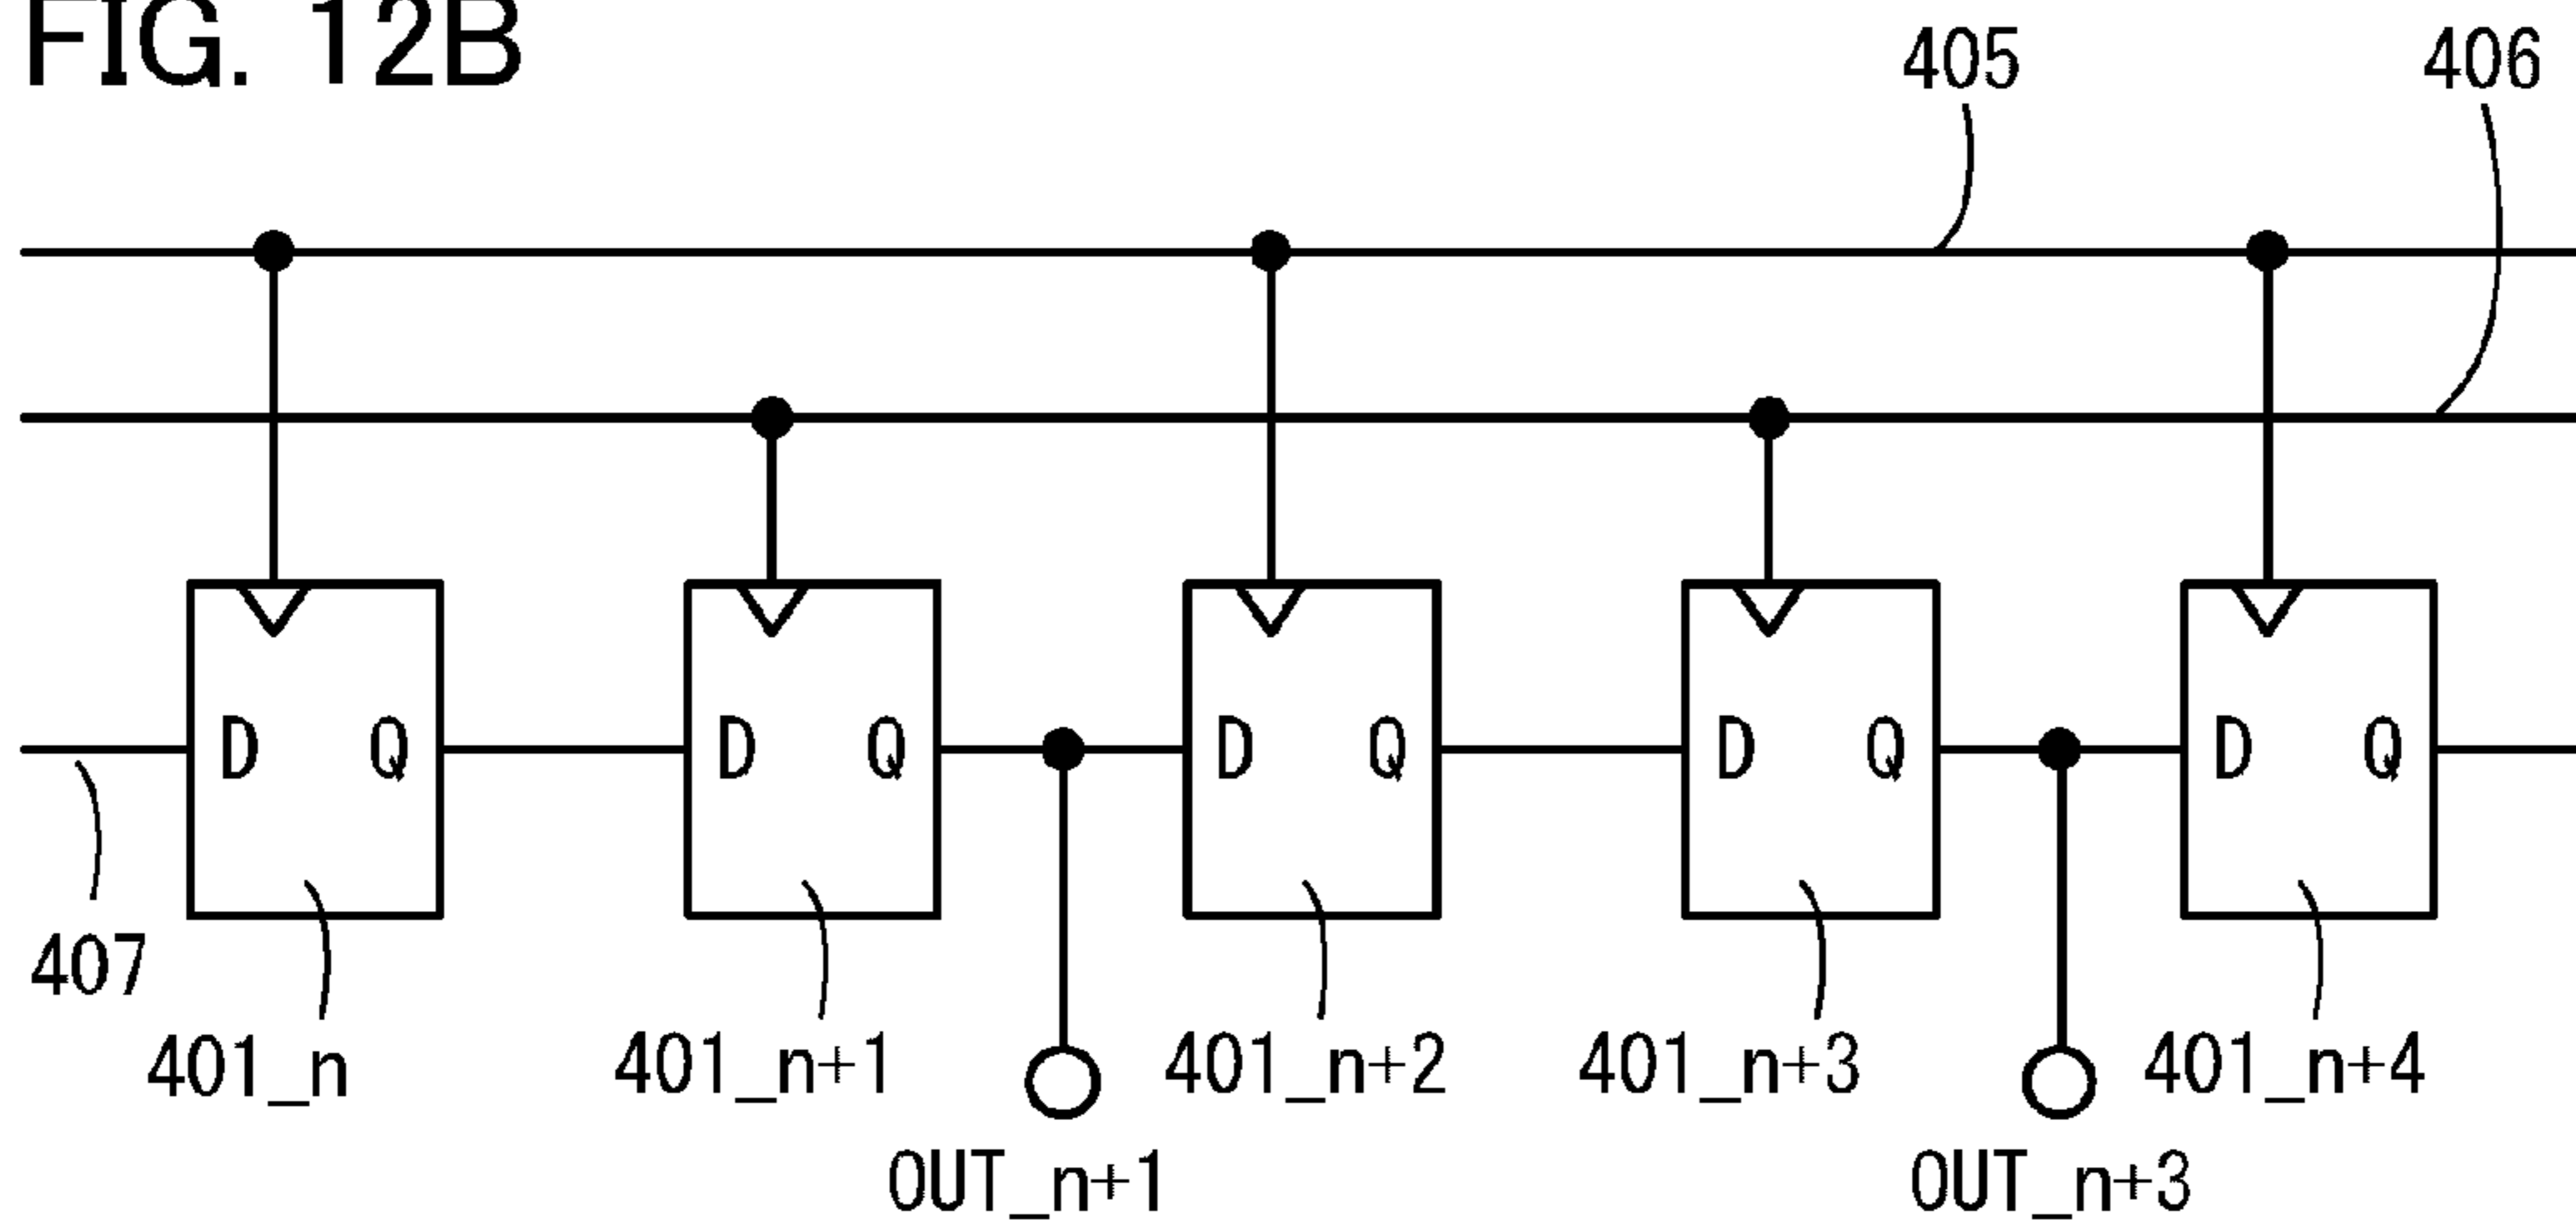 FIG. 12B
405
406
D Q
D Q
D Q
D Q
D Q
407
401_n
401_n+1
401_n+2
401_n+3
401_n+4
OUT_n+1
OUT_n+3